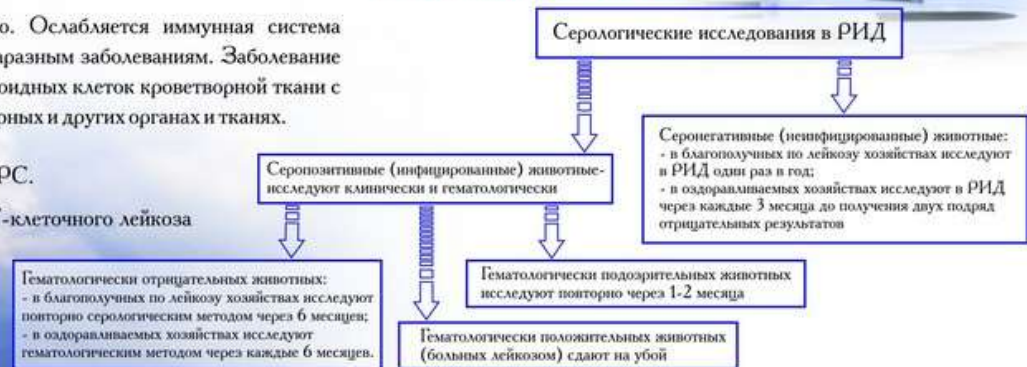 о. Ослабляется иммунная система
аразным заболеваниям. Заболевание
оидных клеток кроветворной ткани с
орных и других органах и тканях.
РС.
-клеточного лейкоза
Серологические исследования в РИД
Серопозитивные (инфицированные) животные-
исследуют клинически и гематологически
Серонегативные (неинфицированные) животные:
- в благополучных по лейкозу хозяйствах исследуют
в РИД один раз в год;
- в оздоравливаемых хозяйствах исследуют в РИД
через каждые 3 месяца до получения двух подряд
отрицательных результатов
Гематологически отрицательных животных:
- в благополучных по лейкозу хозяйствах исследуют
повторно серологическим методом через 6 месяцев;
- в оздоравливаемых хозяйствах исследуют
гематологическим методом через каждые 6 месяцев.
Гематологически подозрительных животных
исследуют повторно через 1-2 месяца
Гематологически положительных животных
(больных лейкозом) сдают на убой